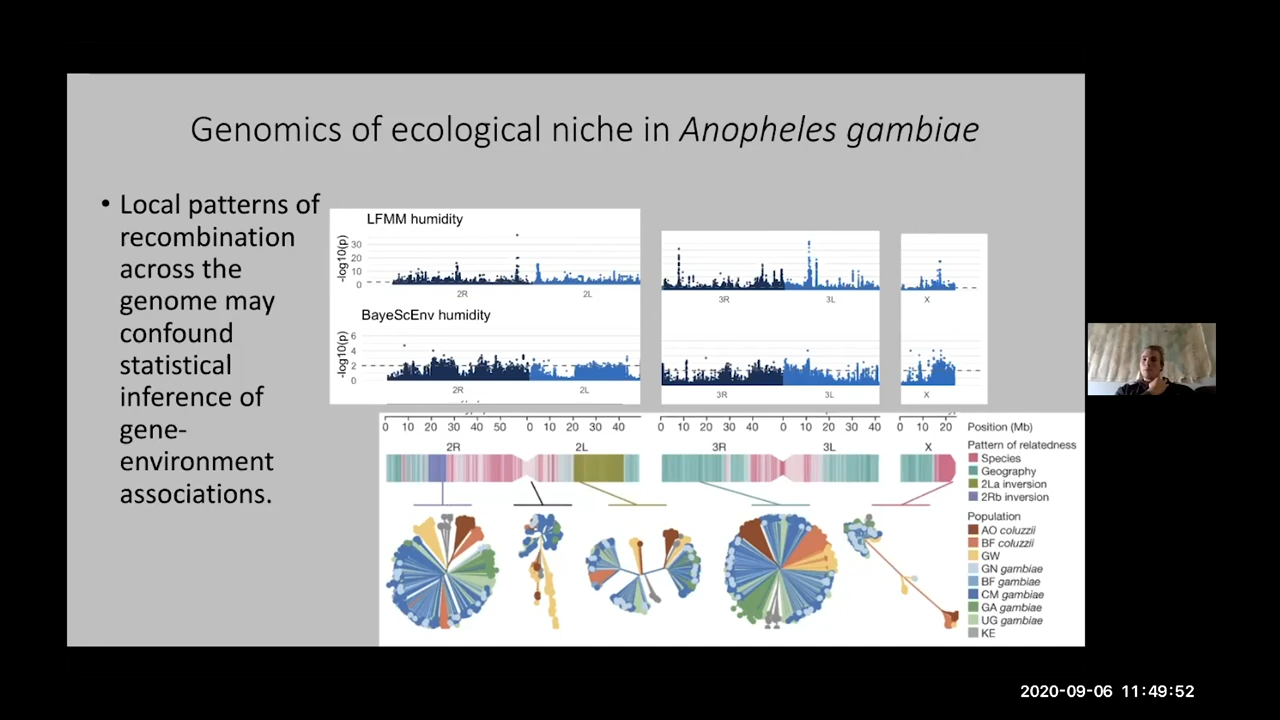 Genomics of ecological niche in Anopheles gambiae
• Local patterns of
recombination
across the
genome may
confound
statistical
inference of
gene-
environment
associations.
LFMM humidity
-log10(p)
30
20
10
0
2R
2L
3R
3L
X
BayeScEnv humidity
-log10(p)
6
4
2
0
2R
2L
3R
3L
X
0 10 20 30 40 50 0 10 20 30 40
0 10 20 30 40 50 0 10 20 30 40
0 10 20
Position (Mb)
2R
2L
3R
3L
X
Pattern of relatedness
Species
Geography
2La inversion
2Rb inversion
Population
AO coluzzii
BF coluzzii
GW
GN gambiae
BF gambiae
CM gambiae
GA gambiae
UG gambiae
KE
2020-09-06 11:49:52